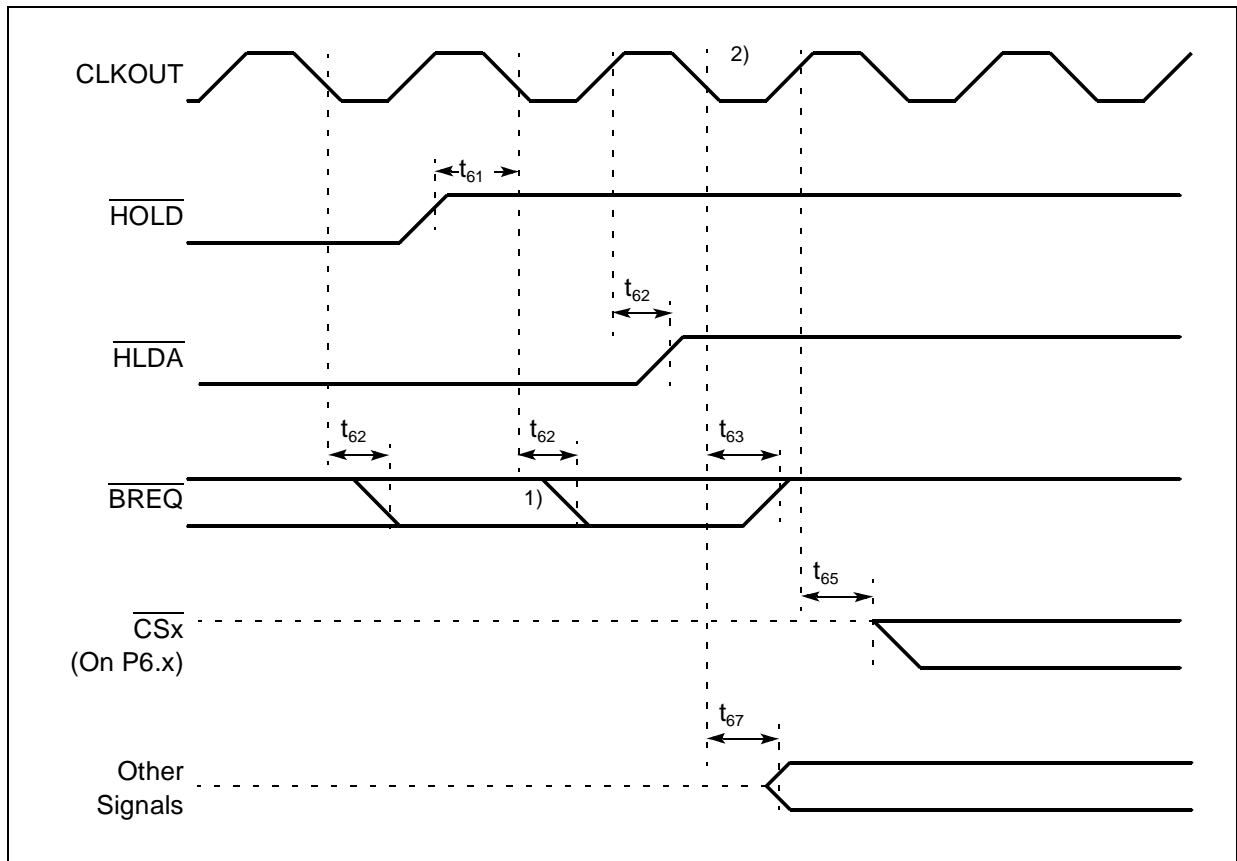 2)
CLKOUT
t61
HOLD
t62
HLDA
t62
t62
t63
BREQ
1)
t65
CSx
(On P6.x)
t67
Other
Signals